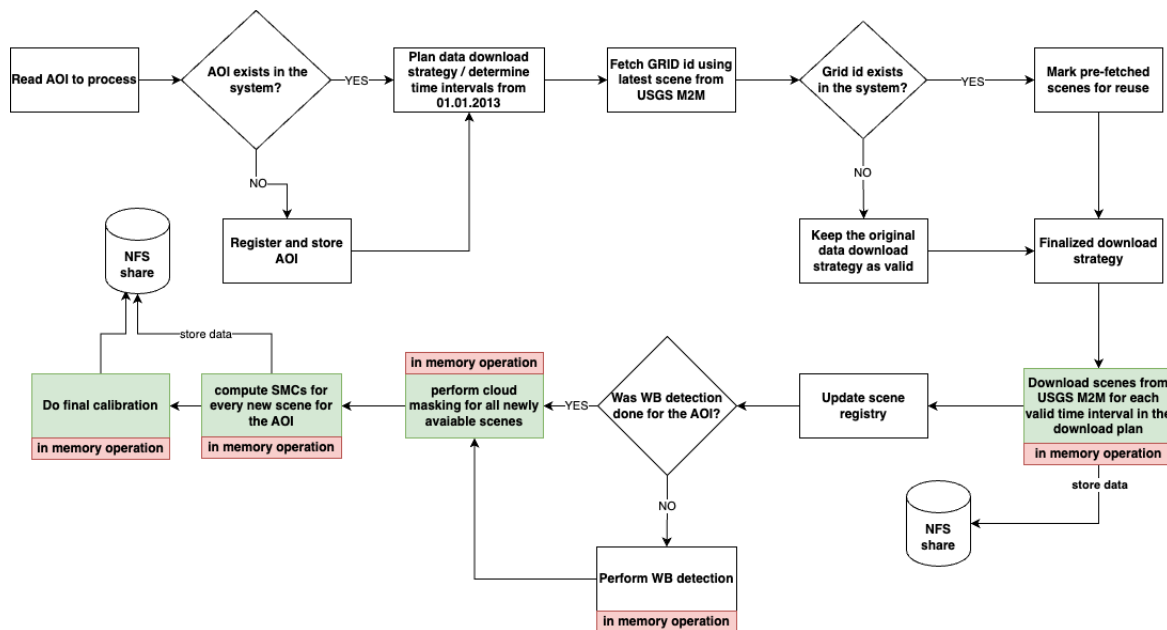 Read AOI to process
AOI exists in the
system?
YES
Plan data download
strategy / determine
time intervals from
01.01.2013
Fetch GRID id using
latest scene from
USGS M2M
Grid id exists
in the system?
YES
Mark pre-fetched
scenes for reuse
NO
Register and store
AOI
NO
Keep the original
data download
strategy as valid
Finalized download
strategy
NFS
share
store data
Do final calibration
in memory operation
compute SMCs for
every new scene for
the AOI
in memory operation
in memory operation
perform cloud
masking for all newly
avaiable scenes
YES
Was WB detection
done for the AOI?
Update scene
registry
Download scenes from
USGS M2M for each
valid time interval in the
download plan
in memory operation
store data
NFS
share
NO
Perform WB detection
in memory operation